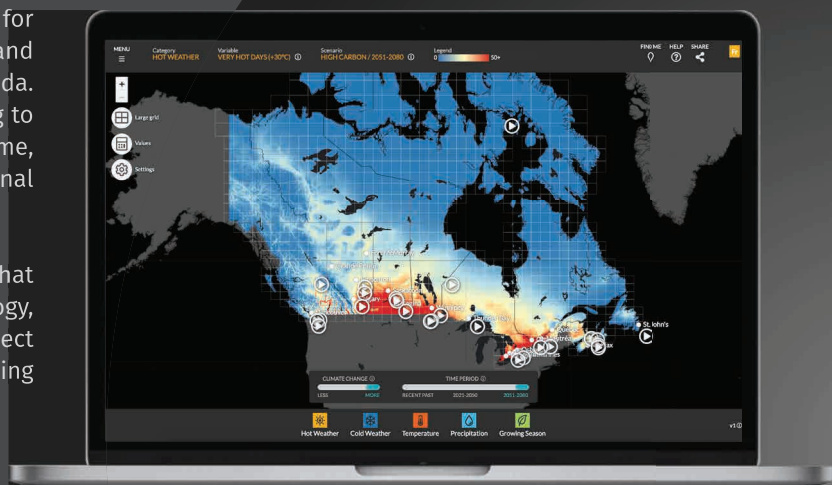 for
and
da.
g to
me,
nal
hat
ogy,
ect
ing
MENU
Category
HOT WEATHER
Variable
VERY HOT DAYS (+30°C)
Scenario
HIGH CARBON / 2051-2080
Legend
0 50+
FIND ME HELP SHARE
Fr
+
-
Large grid
Values
Settings
St. John's
CLIMATE CHANGE
LESS MORE
TIME PERIOD
RECENT PAST 2021-2050 2051-2080
Hot Weather Cold Weather Temperature Precipitation Growing Season
v1